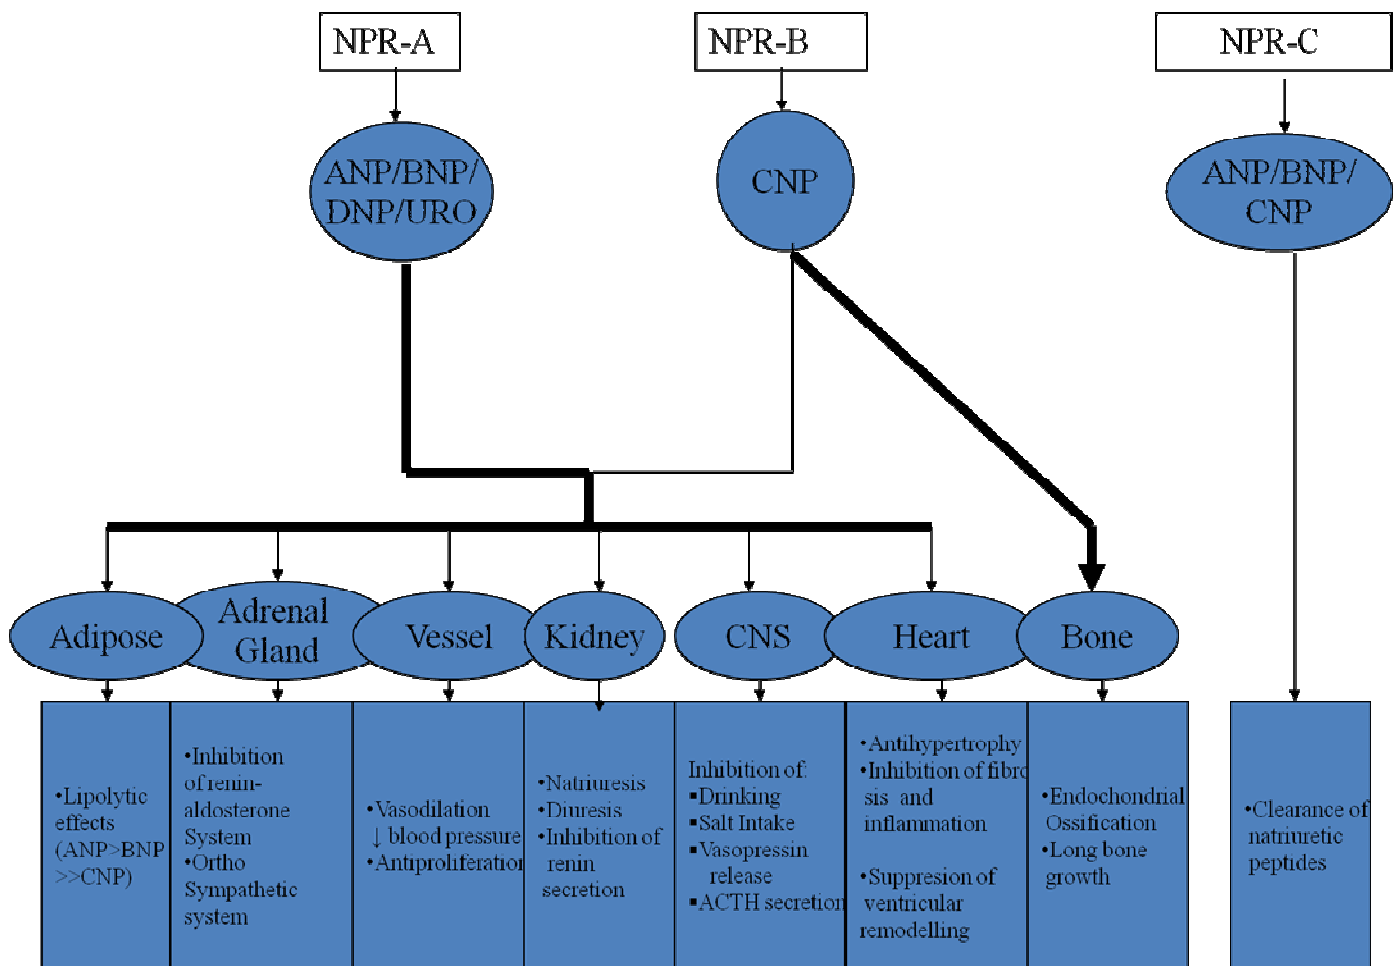 NPR-A
NPR-B
NPR-C
ANP/BNP/
DNP/URO
CNP
ANP/BNP/
CNP
Adipose
Adrenal
Gland
Vessel
Kidney
CNS
Heart
Bone
•Lipolytic
effects
(ANP>BNP
>>CNP)
•Inhibition
of renin-
aldosterone
System
•Ortho
Sympathetic
system
•Vasodilation
↓ blood pressure
•Antiproliferation
•Natriuresis
•Diuresis
•Inhibition of
renin
secretion
Inhibition of:
▪Drinking
▪Salt Intake
▪Vasopressin
release
▪ACTH secretion
•Antihypertrophy
•Inhibition of fibro
sis and
inflammation
•Suppresion of
ventricular
remodelling
•Endochondrial
Ossification
•Long bone
growth
•Clearance of
natriuretic
peptides